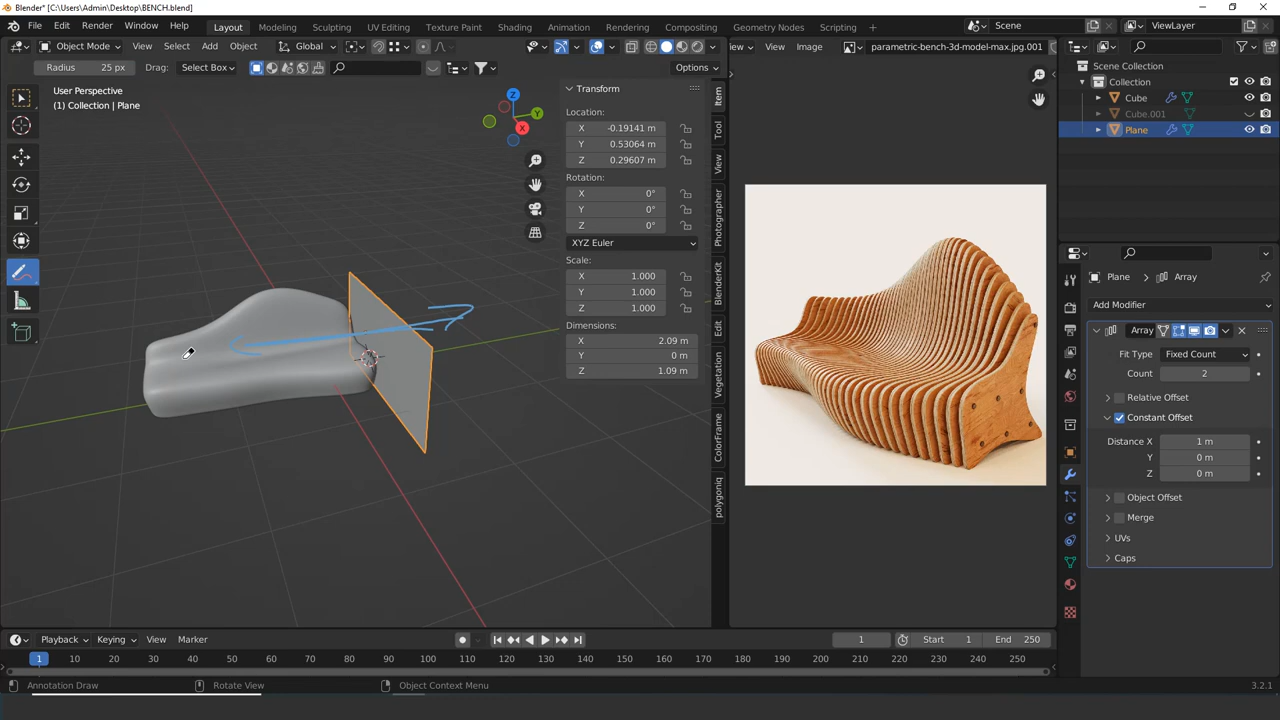 Blender* [C:\Users\Admin\Desktop\BENCH.blend]
File Edit Render Window Help Layout Modeling Sculpting UV Editing Texture Paint Shading Animation Rendering Compositing Geometry Nodes Scripting Scene ViewLayer
Object Mode View Select Add Object Global View Image parametric-bench-3d-model-max.jpg.001
Radius 25 px Drag: Select Box Options
User Perspective
(1) Collection | Plane
Z
Y
X
Transform
Location:
X -0.19141 m
Y 0.53064 m
Z 0.29607 m
Rotation:
X 0°
Y 0°
Z 0°
XYZ Euler
Scale:
X 1.000
Y 1.000
Z 1.000
Dimensions:
X 2.09 m
Y 0 m
Z 1.09 m
Item
Tool
View
Photographer
BlenderKit
Edit
Vegetation
ColorFrame
polygoniq
Scene Collection
Collection
Cube
Cube.001
Plane
Plane Array
Add Modifier
Array
Fit Type Fixed Count
Count 2
Relative Offset
Constant Offset
Distance X 1 m
Y 0 m
Z 0 m
Object Offset
Merge
UVs
Caps
Playback Keying View Marker 1 Start 1 End 250
1 10 20 30 40 50 60 70 80 90 100 110 120 130 140 150 160 170 180 190 200 210 220 230 240 250
Annotation Draw Rotate View Object Context Menu 3.2.1